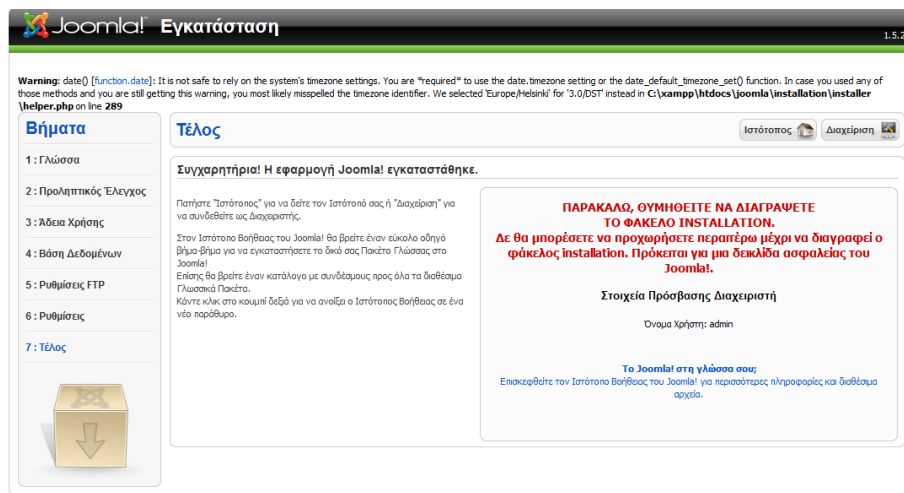 Joomla! Εγκατάσταση
1.5.2
Warning: date() [function.date]: It is not safe to rely on the system's timezone settings. You are *required* to use the date.timezone setting or the date_default_timezone_set() function. In case you used any of
those methods and you are still getting this warning, you most likely misspelled the timezone identifier. We selected 'Europe/Helsinki' for '3.0/DST' instead in C:\xampp\htdocs\joomla\installation\installer
\helper.php on line 289
Βήματα
1 : Γλώσσα
2 : Προληπτικός Έλεγχος
3 : Άδεια Χρήσης
4 : Βάση Δεδομένων
5 : Ρυθμίσεις FTP
6 : Ρυθμίσεις
7 : Τέλος
Τέλος
Ιστότοπος
Διαχείριση
Συγχαρητήρια! Η εφαρμογή Joomla! εγκαταστάθηκε.
Πατήστε "Ιστότοπος" για να δείτε τον Ιστότοπό σας ή "Διαχείριση" για
να συνδεθείτε ως Διαχειριστής.
Στον Ιστότοπο Βοήθειας του Joomla! θα βρείτε έναν εύκολο οδηγό
βήμα-βήμα για να εγκαταστήσετε το δικό σας Πακέτο Γλώσσας στο
Joomla!
Επίσης θα βρείτε έναν κατάλογο με συνδέσμους προς όλα τα διαθέσιμα
Γλωσσικά Πακέτα.
Κάντε κλικ στο κουμπί δεξιά για να ανοίξει ο Ιστότοπος Βοήθειας σε ένα
νέο παράθυρο.
ΠΑΡΑΚΑΛΩ, ΘΥΜΗΘΕΙΤΕ ΝΑ ΔΙΑΓΡΑΨΕΤΕ
ΤΟ ΦΑΚΕΛΟ INSTALLATION.
Δε θα μπορέσετε να προχωρήσετε περαιτέρω μέχρι να διαγραφεί ο
φάκελος installation. Πρόκειται για μια δεικλίδα ασφαλείας του
Joomla!.
Στοιχεία Πρόσβασης Διαχειριστή
Όνομα Χρήστη: admin
Το Joomla! στη γλώσσα σου;
Επισκεφθείτε τον Ιστότοπο Βοήθειας του Joomla! για περισσότερες πληροφορίες και διαθέσιμα
αρχεία.